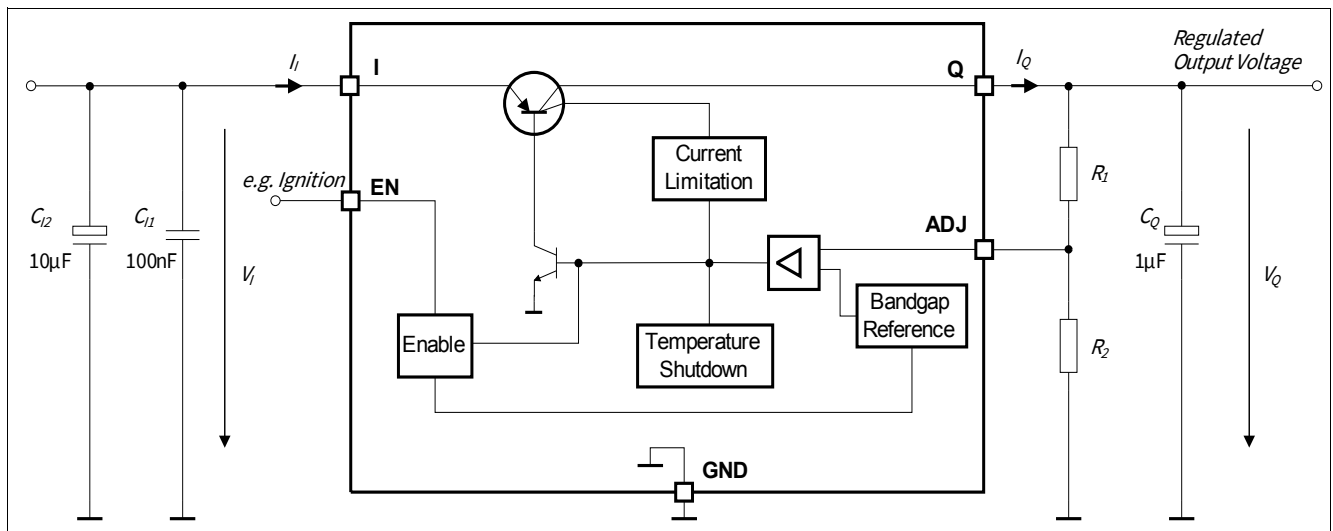 I_I
I
Q
I_Q
Regulated
Output Voltage
Current
Limitation
e.g. Ignition
EN
R_1
C_I2
10µF
C_I1
100nF
V_I
ADJ
C_Q
1µF
V_Q
Bandgap
Reference
Enable
Temperature
Shutdown
R_2
GND